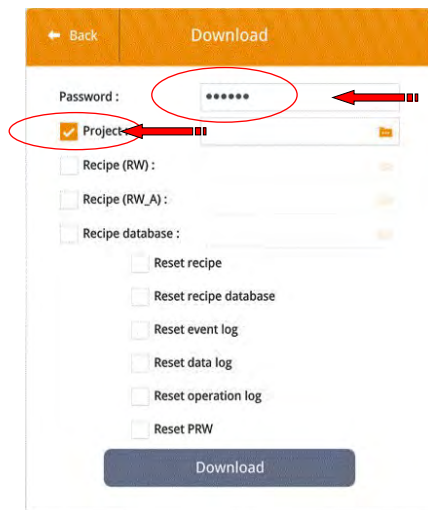 Back
Download
Password :
••••••
Project
Recipe (RW) :
Recipe (RW_A) :
Recipe database :
Reset recipe
Reset recipe database
Reset event log
Reset data log
Reset operation log
Reset PRW
Download